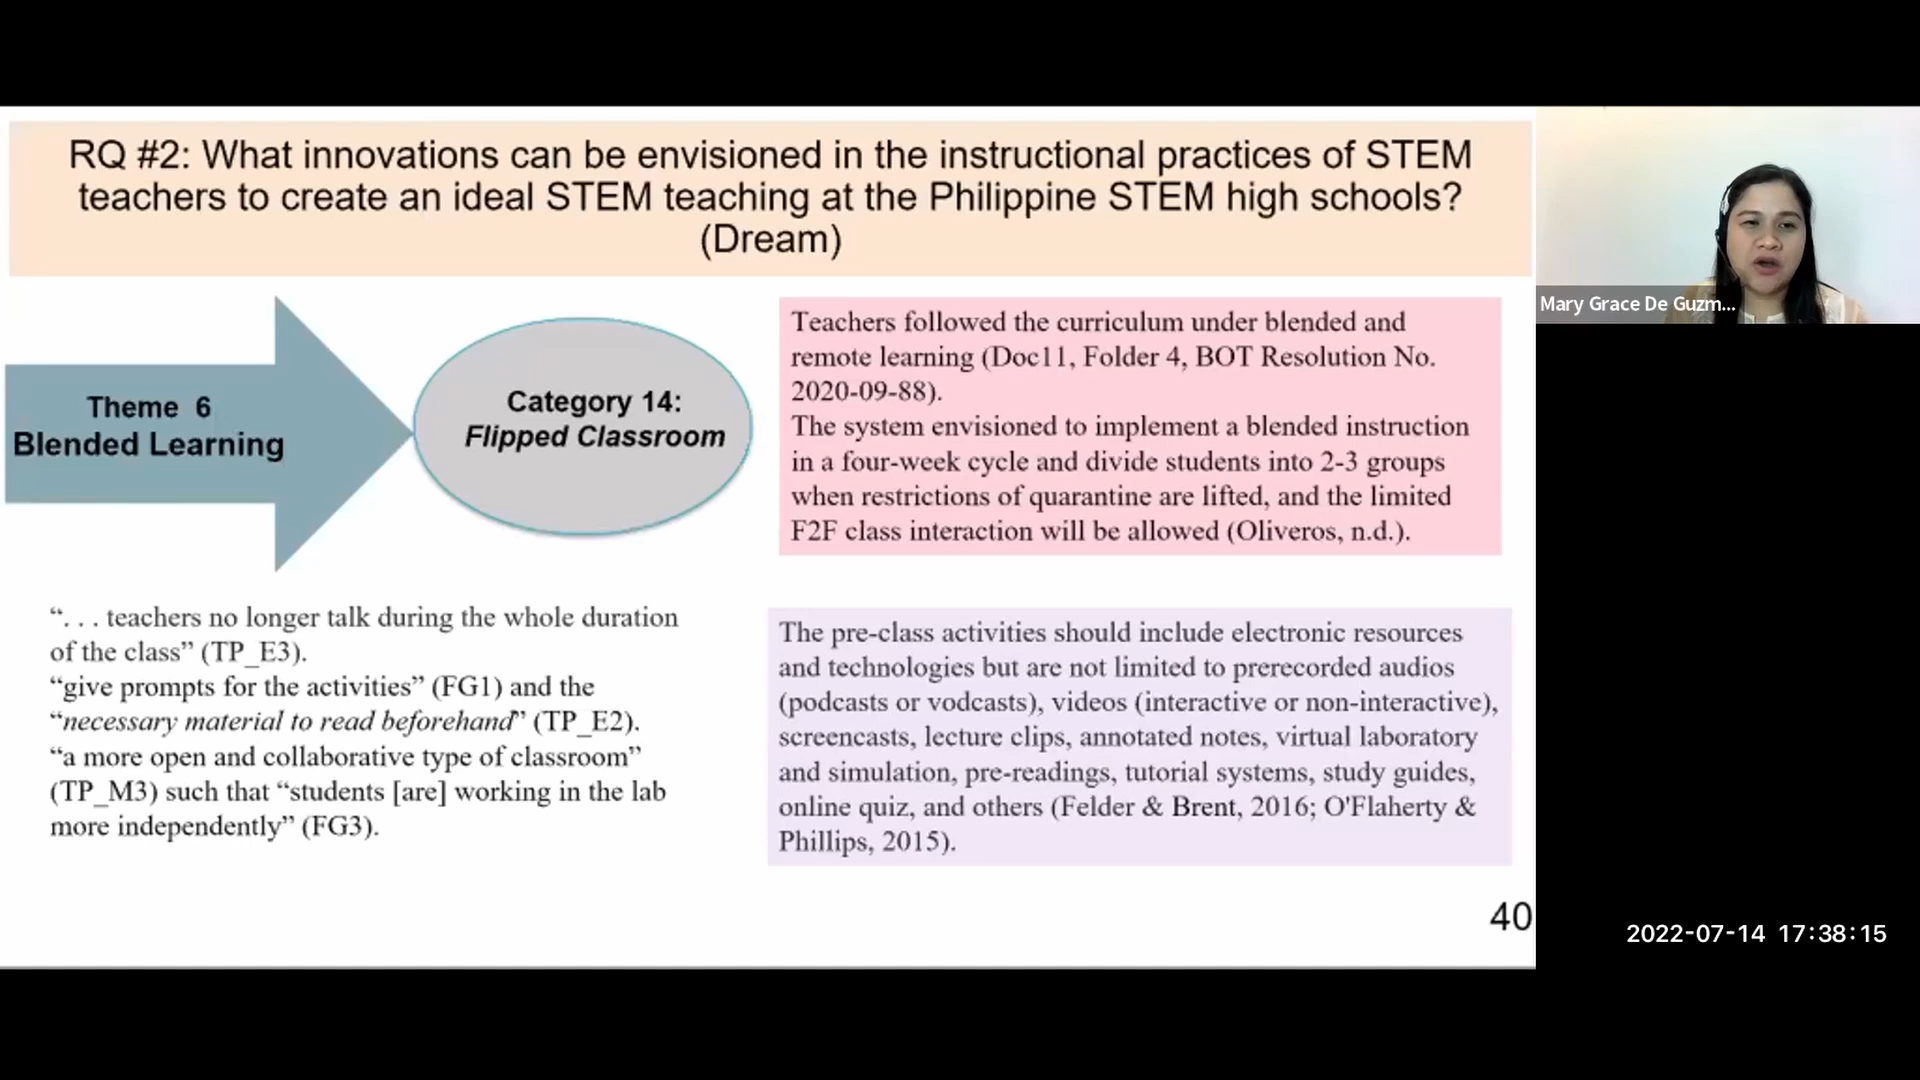 RQ #2: What innovations can be envisioned in the instructional practices of STEM
teachers to create an ideal STEM teaching at the Philippine STEM high schools?
(Dream)
Theme 6
Blended Learning
Category 14:
Flipped Classroom
Teachers followed the curriculum under blended and
remote learning (Doc11, Folder 4, BOT Resolution No.
2020-09-88).
The system envisioned to implement a blended instruction
in a four-week cycle and divide students into 2-3 groups
when restrictions of quarantine are lifted, and the limited
F2F class interaction will be allowed (Oliveros, n.d.).
“. . . teachers no longer talk during the whole duration
of the class” (TP_E3).
“give prompts for the activities” (FG1) and the
“necessary material to read beforehand” (TP_E2).
“a more open and collaborative type of classroom”
(TP_M3) such that “students [are] working in the lab
more independently” (FG3).
The pre-class activities should include electronic resources
and technologies but are not limited to prerecorded audios
(podcasts or vodcasts), videos (interactive or non-interactive),
screencasts, lecture clips, annotated notes, virtual laboratory
and simulation, pre-readings, tutorial systems, study guides,
online quiz, and others (Felder & Brent, 2016; O'Flaherty &
Phillips, 2015).
40
Mary Grace De Guzm...
2022-07-14 17:38:15